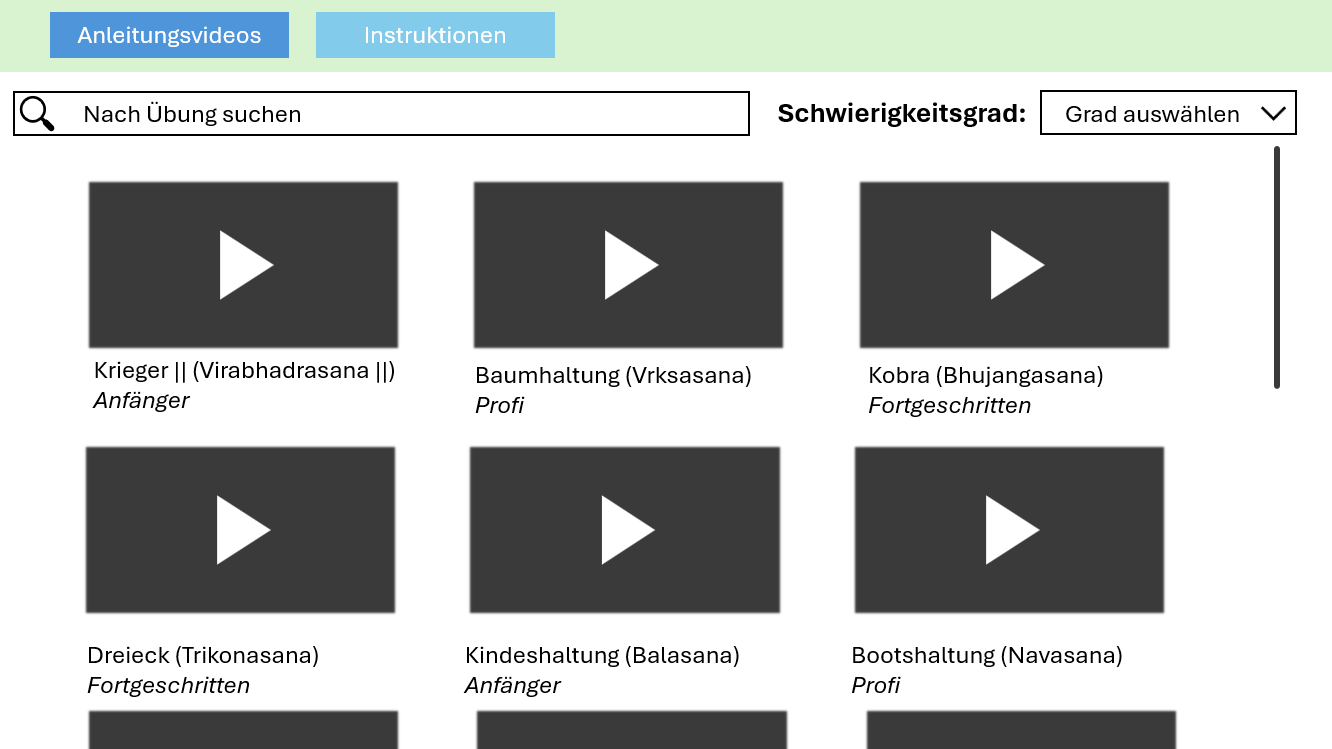 Anleitungsvideos
Instruktionen
Nach Übung suchen
Schwierigkeitsgrad:
Grad auswählen
Krieger || (Virabhadrasana ||)
Anfänger
Baumhaltung (Vrksasana)
Profi
Kobra (Bhujangasana)
Fortgeschritten
Dreieck (Trikonasana)
Fortgeschritten
Kindeshaltung (Balasana)
Anfänger
Bootshaltung (Navasana)
Profi